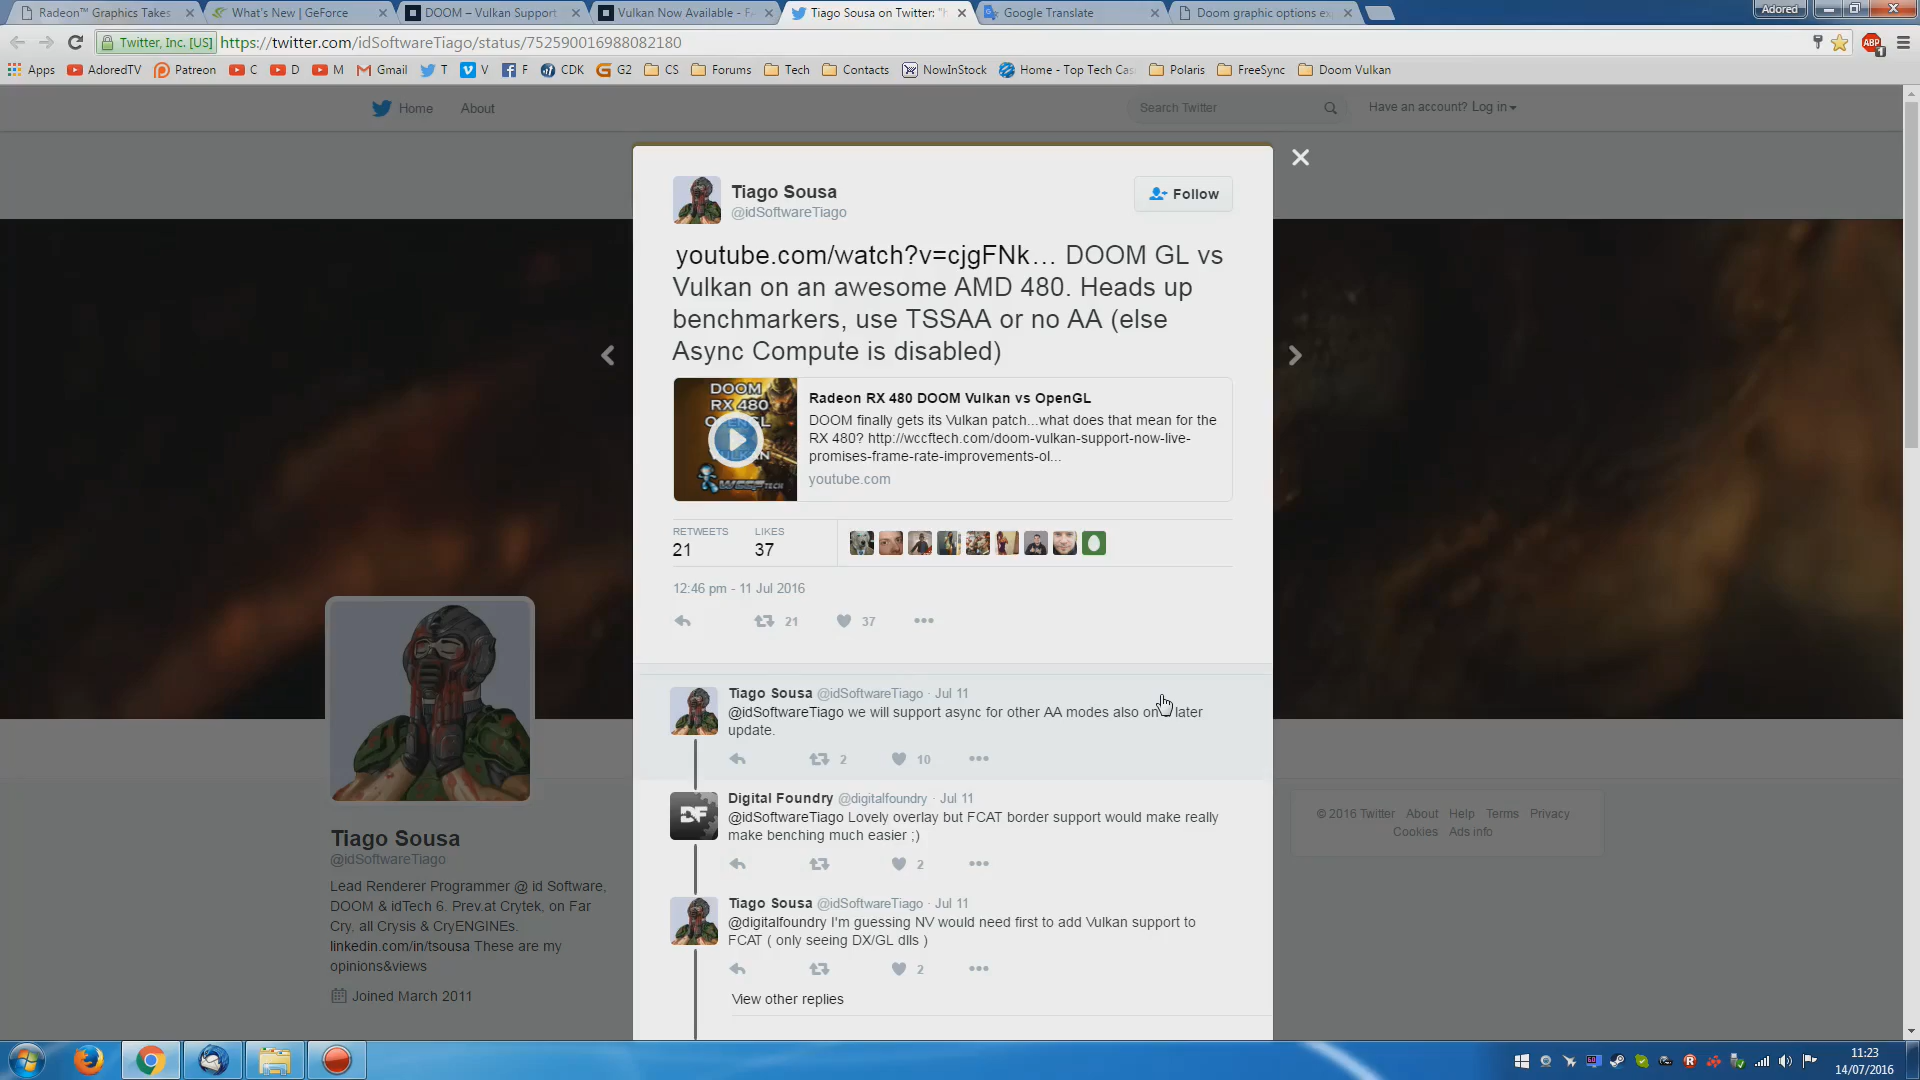 Radeon™ Graphics Takes
What's New | GeForce
DOOM – Vulkan Support
Vulkan Now Available - F
Tiago Sousa on Twitter: "h
Google Translate
Doom graphic options ex
Adored
Twitter, Inc. [US]
https://twitter.com/idSoftwareTiago/status/752590016988082180
ABP
1
Apps
AdoredTV
Patreon
C
D
M
Gmail
T
V
F
CDK
G2
CS
Forums
Tech
Contacts
NowInStock
Home - Top Tech Cas
Polaris
FreeSync
Doom Vulkan
Home
About
Search Twitter
Have an account? Log in
Tiago Sousa
@idSoftwareTiago
Follow
youtube.com/watch?v=cjgFNk… DOOM GL vs
Vulkan on an awesome AMD 480. Heads up
benchmarkers, use TSSAA or no AA (else
Async Compute is disabled)
DOOM
RX 480
OPENGL
VULKAN
WCCF TECH
Radeon RX 480 DOOM Vulkan vs OpenGL
DOOM finally gets its Vulkan patch...what does that mean for the
RX 480? http://wccftech.com/doom-vulkan-support-now-live-
promises-frame-rate-improvements-ol...
youtube.com
RETWEETS
21
LIKES
37
12:46 pm - 11 Jul 2016
21
37
Tiago Sousa @idSoftwareTiago · Jul 11
@idSoftwareTiago we will support async for other AA modes also on later
update.
2
10
DF
Digital Foundry @digitalfoundry · Jul 11
@idSoftwareTiago Lovely overlay but FCAT border support would make really
make benching much easier ;)
2
Tiago Sousa @idSoftwareTiago · Jul 11
@digitalfoundry I'm guessing NV would need first to add Vulkan support to
FCAT ( only seeing DX/GL dlls )
2
View other replies
Tiago Sousa
@idSoftwareTiago
Lead Renderer Programmer @ id Software,
DOOM & idTech 6. Prev.at Crytek, on Far
Cry, all Crysis & CryENGINEs.
linkedin.com/in/tsousa These are my
opinions&views
Joined March 2011
© 2016 Twitter About Help Terms Privacy
Cookies Ads info
11:23
14/07/2016